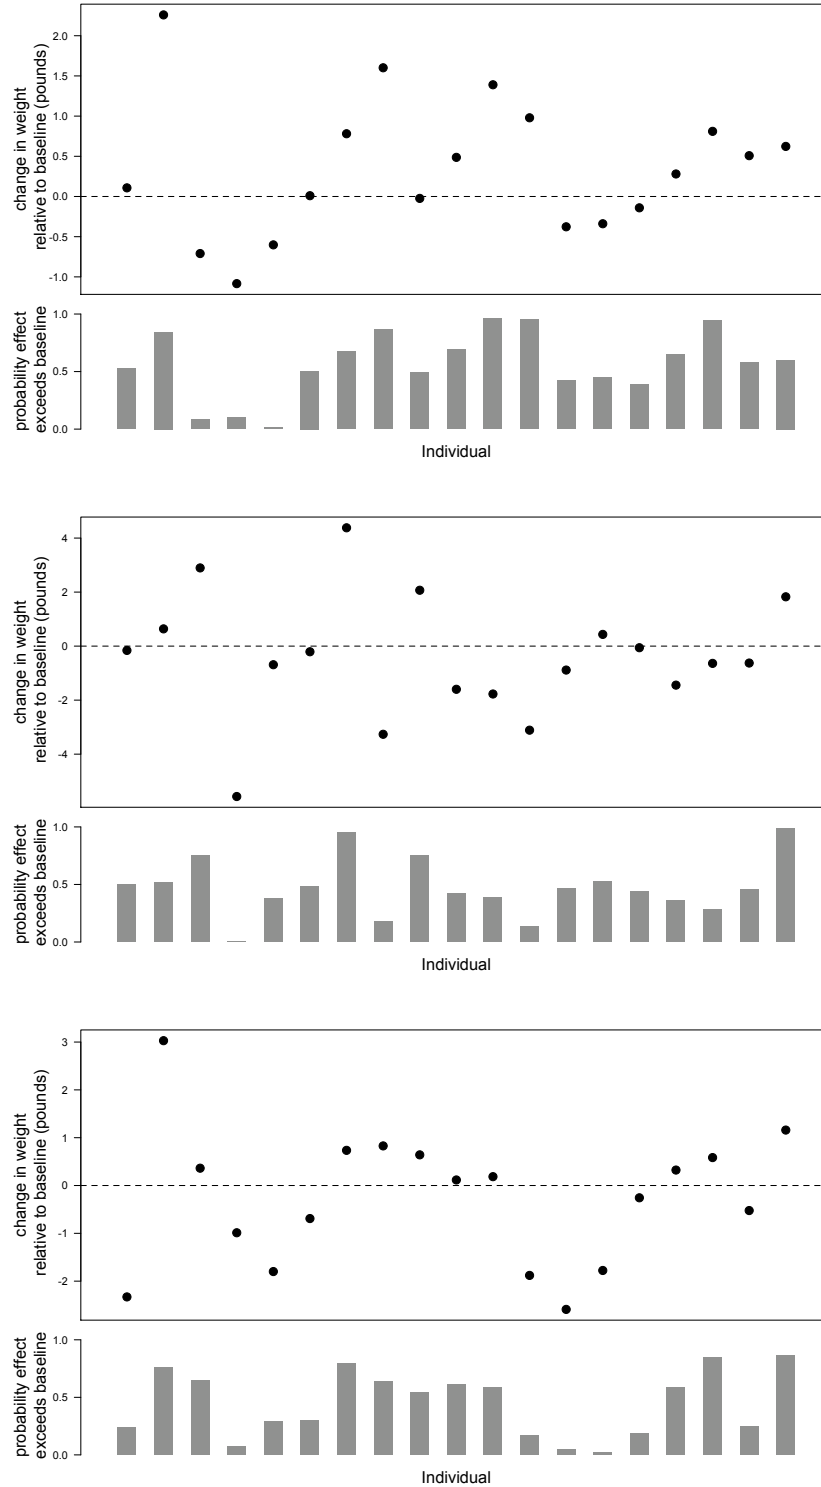 change in weight
relative to baseline (pounds)
2.0
1.5
1.0
0.5
0.0
-0.5
-1.0
probability effect
exceeds baseline
1.0
0.5
0.0
Individual
change in weight
relative to baseline (pounds)
4
2
0
-2
-4
probability effect
exceeds baseline
1.0
0.5
0.0
Individual
change in weight
relative to baseline (pounds)
3
2
1
0
-1
-2
probability effect
exceeds baseline
1.0
0.5
0.0
Individual